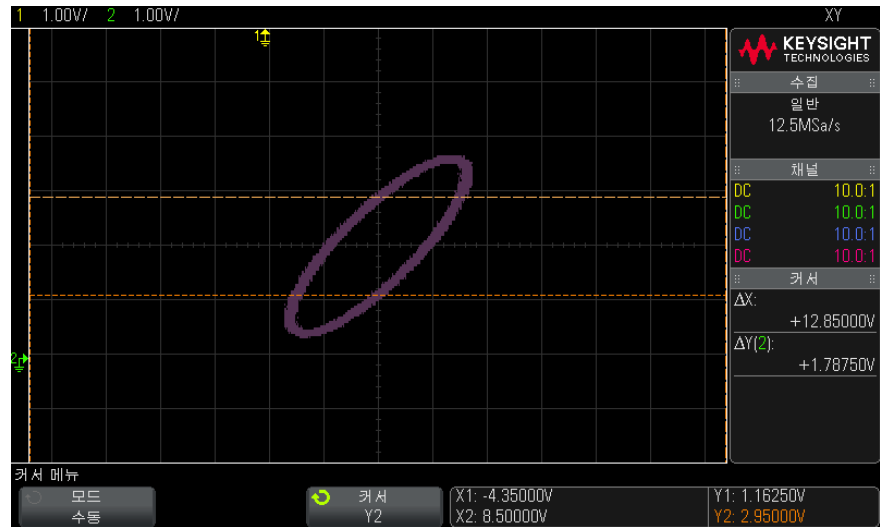 1 1.00V/ 2 1.00V/ XY
1
KEYSIGHT
TECHNOLOGIES
수집
일반
12.5MSa/s
채널
DC 10.0:1
DC 10.0:1
DC 10.0:1
DC 10.0:1
커서
ΔX:
+12.85000V
ΔY(2):
+1.78750V
2
커서 메뉴
모드
수동
커서
Y2
X1: -4.35000V
X2: 8.50000V
Y1: 1.16250V
Y2: 2.95000V